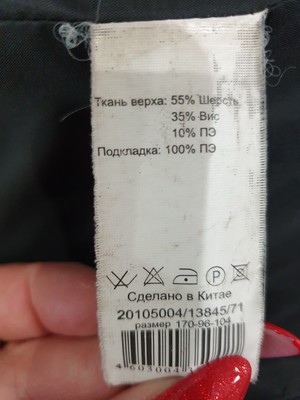 Ткань верха: 55% Шерсть
35% Вис
10% ПЭ
Подкладка: 100% ПЭ
P
Сделано в Китае
20105004/13845/71
размер 170-96-104